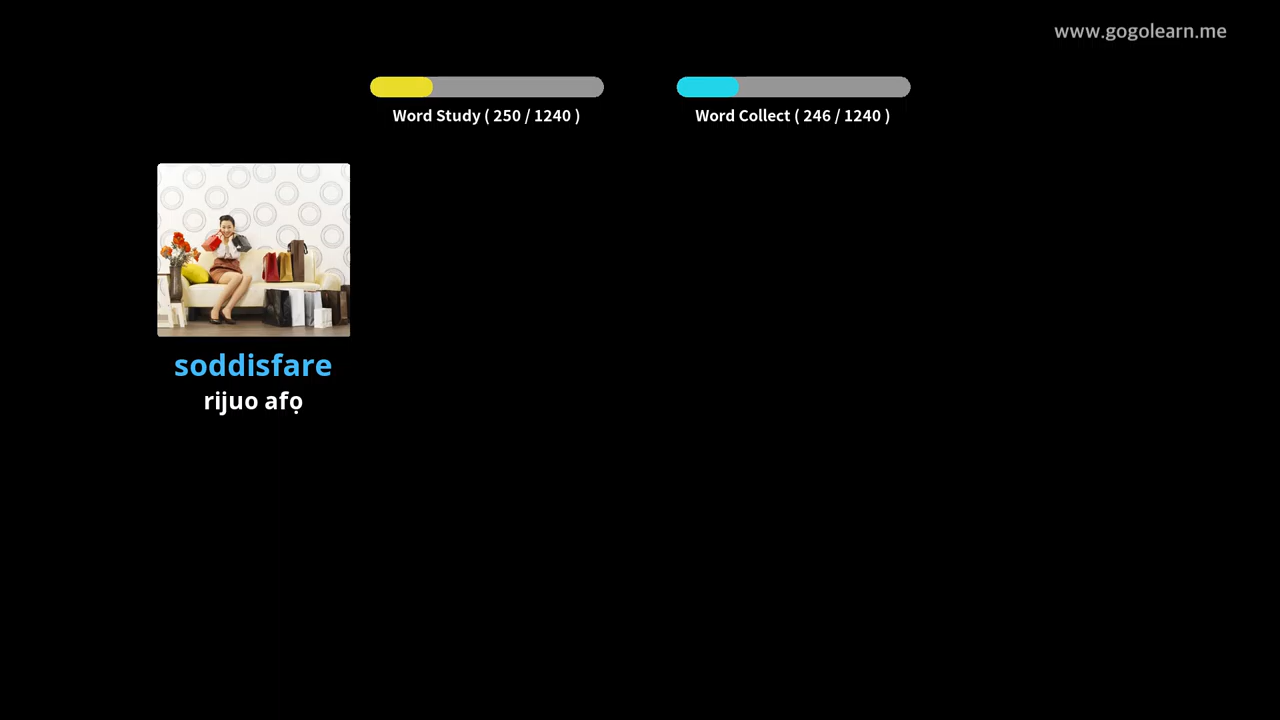 www.gogolearn.me
Word Study ( 250 / 1240 )
Word Collect ( 246 / 1240 )
soddisfare
rijuo afọ